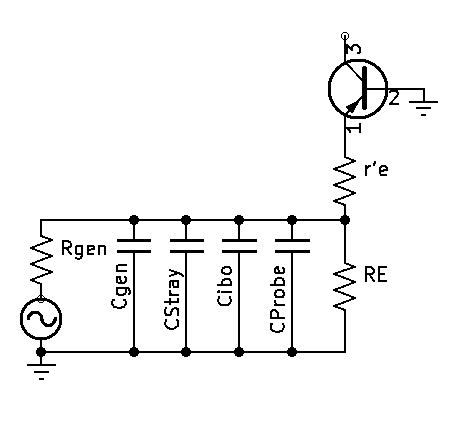 3
2
1
r'e
Rgen
Cgen
CStray
Cibo
CProbe
RE